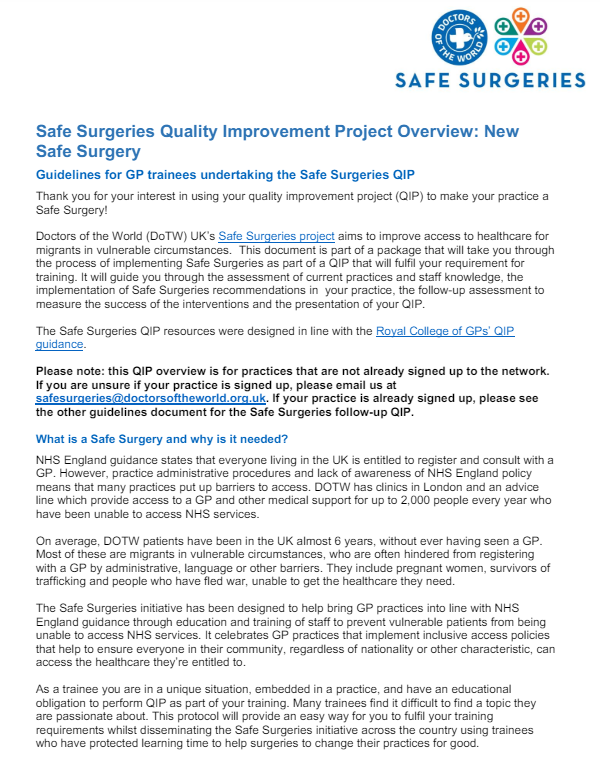 DOCTORS
OF THE WORLD
SAFE SURGERIES
Safe Surgeries Quality Improvement Project Overview: New
Safe Surgery
Guidelines for GP trainees undertaking the Safe Surgeries QIP
Thank you for your interest in using your quality improvement project (QIP) to make your practice a
Safe Surgery!
Doctors of the World (DoTW) UK's Safe Surgeries project aims to improve access to healthcare for
migrants in vulnerable circumstances.  This document is part of a package that will take you through
the process of implementing Safe Surgeries as part of a QIP that will fulfil your requirement for
training. It will guide you through the assessment of current practices and staff knowledge, the
implementation of Safe Surgeries recommendations in  your practice, the follow-up assessment to
measure the success of the interventions and the presentation of your QIP.
The Safe Surgeries QIP resources were designed in line with the Royal College of GPs' QIP
guidance.
Please note: this QIP overview is for practices that are not already signed up to the network.
If you are unsure if your practice is signed up, please email us at
safesurgeries@doctorsoftheworld.org.uk. If your practice is already signed up, please see
the other guidelines document for the Safe Surgeries follow-up QIP.
What is a Safe Surgery and why is it needed?
NHS England guidance states that everyone living in the UK is entitled to register and consult with a
GP. However, practice administrative procedures and lack of awareness of NHS England policy
means that many practices put up barriers to access. DOTW has clinics in London and an advice
line which provide access to a GP and other medical support for up to 2,000 people every year who
have been unable to access NHS services.
On average, DOTW patients have been in the UK almost 6 years, without ever having seen a GP.
Most of these are migrants in vulnerable circumstances, who are often hindered from registering
with a GP by administrative, language or other barriers. They include pregnant women, survivors of
trafficking and people who have fled war, unable to get the healthcare they need.
The Safe Surgeries initiative has been designed to help bring GP practices into line with NHS
England guidance through education and training of staff to prevent vulnerable patients from being
unable to access NHS services. It celebrates GP practices that implement inclusive access policies
that help to ensure everyone in their community, regardless of nationality or other characteristic, can
access the healthcare they're entitled to.
As a trainee you are in a unique situation, embedded in a practice, and have an educational
obligation to perform QIP as part of your training. Many trainees find it difficult to find a topic they
are passionate about. This protocol will provide an easy way for you to fulfil your training
requirements whilst disseminating the Safe Surgeries initiative across the country using trainees
who have protected learning time to help surgeries to change their practices for good.